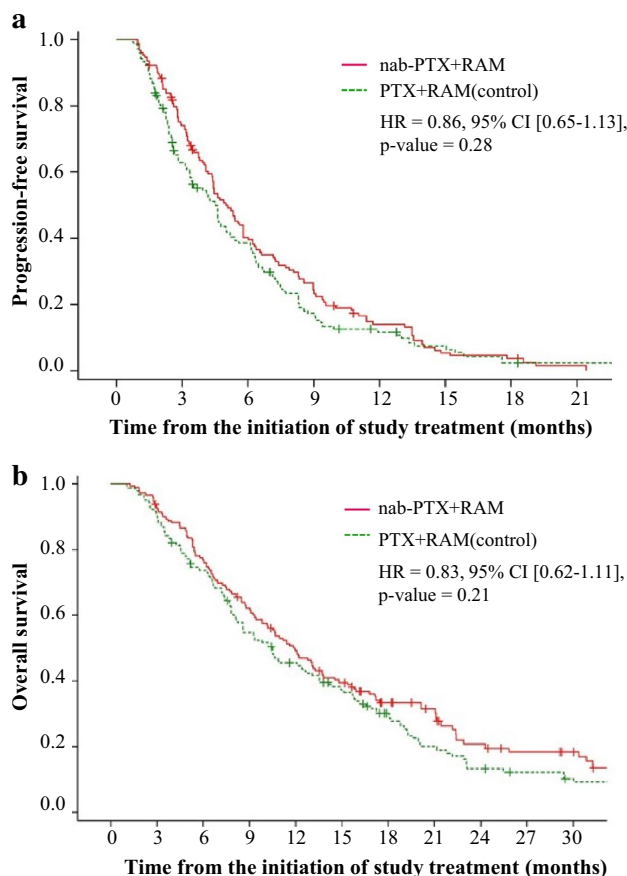 a
Progression-free survival
1.0
0.8
0.6
0.4
0.2
0.0
nab-PTX+RAM
PTX+RAM(control)
HR = 0.86, 95% CI [0.65-1.13],
p-value = 0.28
0 3 6 9 12 15 18 21
Time from the initiation of study treatment (months)
b
Overall survival
1.0
0.8
0.6
0.4
0.2
0.0
nab-PTX+RAM
PTX+RAM(control)
HR = 0.83, 95% CI [0.62-1.11],
p-value = 0.21
0 3 6 9 12 15 18 21 24 27 30
Time from the initiation of study treatment (months)